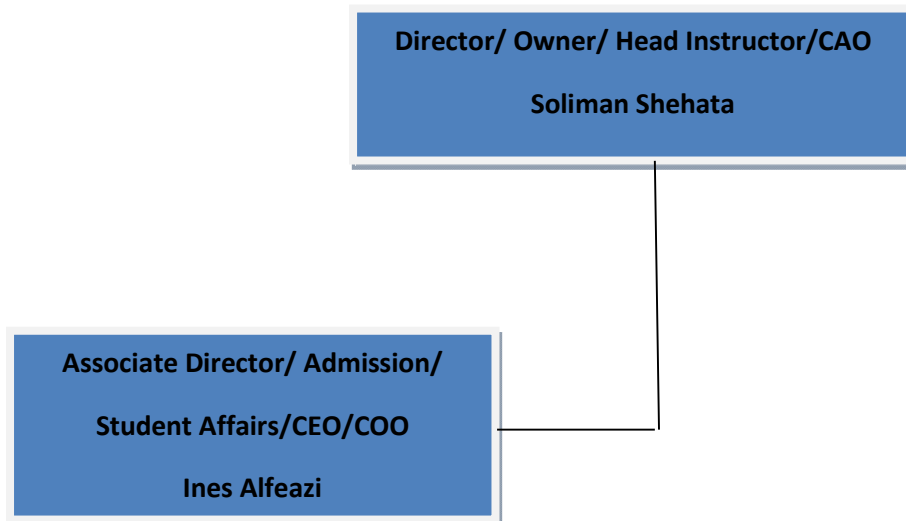 Director/ Owner/ Head Instructor/CAO
Soliman Shehata
Associate Director/ Admission/
Student Affairs/CEO/COO
Ines Alfeazi